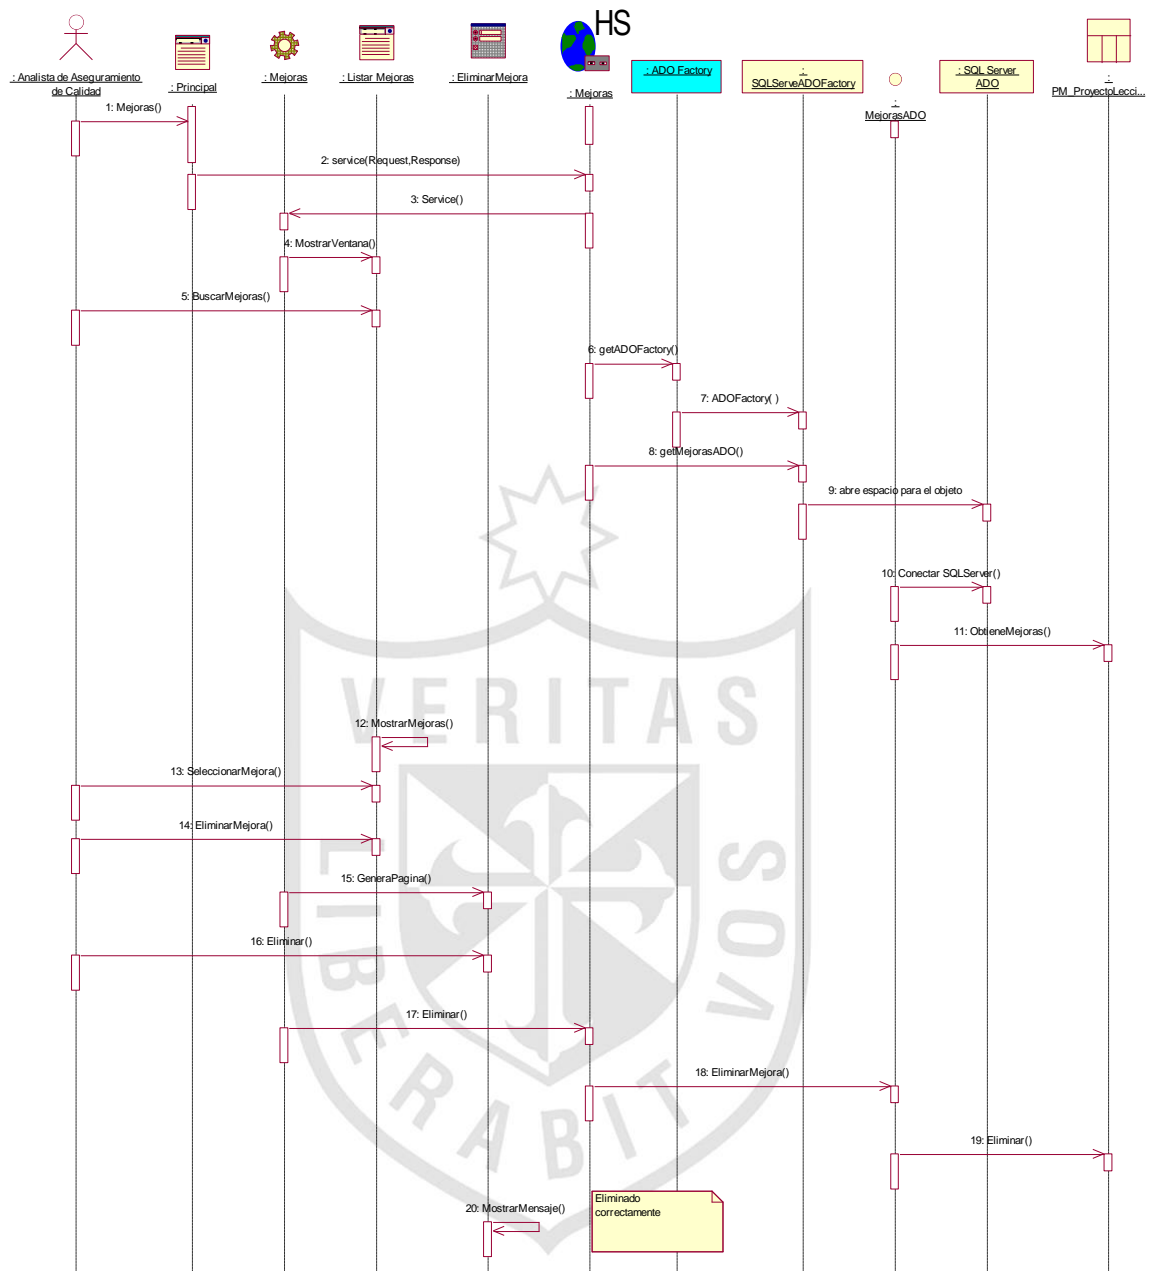 HS
: Analista de Aseguramiento
de Calidad
: Principal
: Mejoras
: Listar Mejoras
: EliminarMejora
: Mejoras
: ADO Factory
:
SQLServeADOFactory
:
MejorasADO
: SQL Server
ADO
:
PM_ProyectoLecci...
1: Mejoras()
2: service(Request,Response)
3: Service()
4: MostrarVentana()
5: BuscarMejoras()
6: getADOFactory()
7: ADOFactory( )
8: getMejorasADO()
9: abre espacio para el objeto
10: Conectar SQLServer()
11: ObtieneMejoras()
12: MostrarMejoras()
13: SeleccionarMejora()
14: EliminarMejora()
15: GeneraPagina()
16: Eliminar()
17: Eliminar()
18: EliminarMejora()
19: Eliminar()
20: MostrarMensaje()
Eliminado
correctamente
VERITAS
LIBERABIT VOS